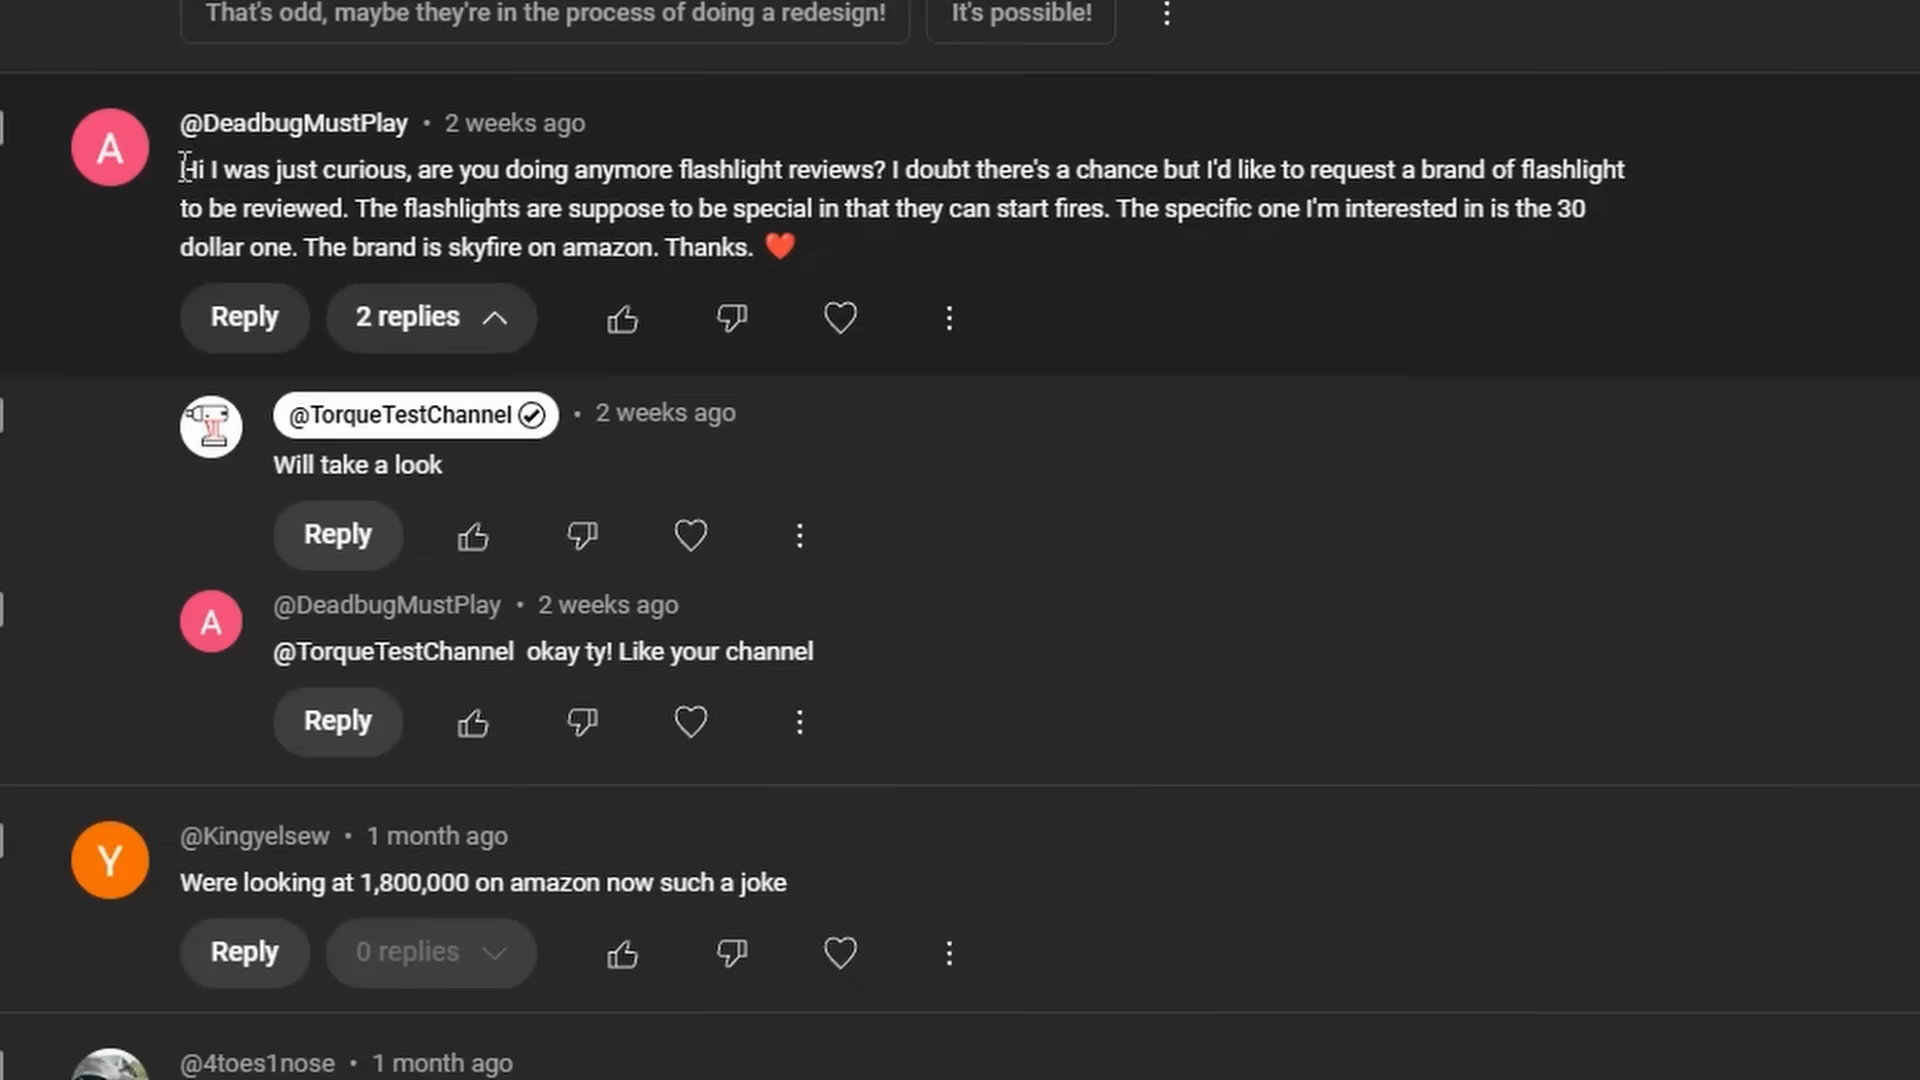 That's odd, maybe they're in the process of doing a redesign! It's possible!
A @DeadbugMustPlay • 2 weeks ago
Hi I was just curious, are you doing anymore flashlight reviews? I doubt there's a chance but I'd like to request a brand of flashlight
to be reviewed. The flashlights are suppose to be special in that they can start fires. The specific one I'm interested in is the 30
dollar one. The brand is skyfire on amazon. Thanks. ❤️
Reply 2 replies
@TorqueTestChannel • 2 weeks ago
Will take a look
Reply
A @DeadbugMustPlay • 2 weeks ago
@TorqueTestChannel okay ty! Like your channel
Reply
Y @Kingyelsew • 1 month ago
Were looking at 1,800,000 on amazon now such a joke
Reply 0 replies
@4toes1nose • 1 month ago